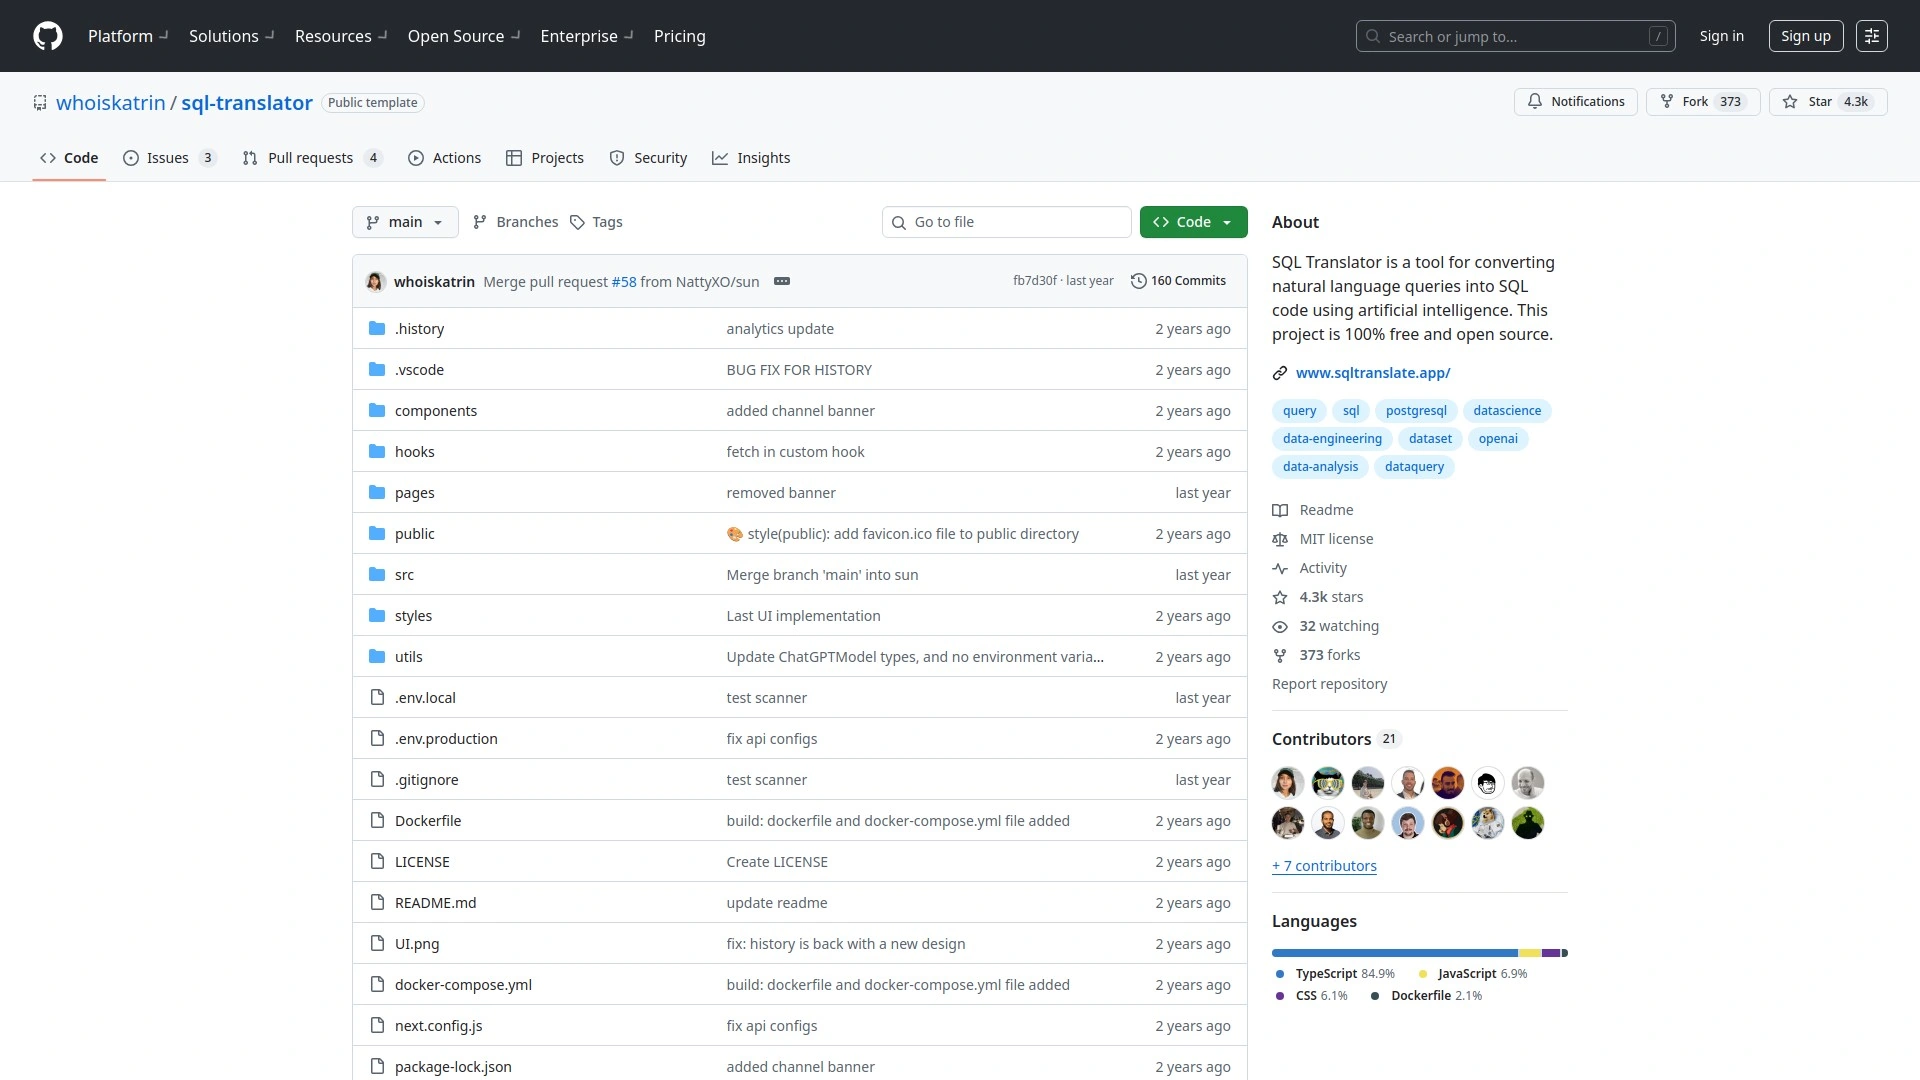 Platform Solutions Resources Open Source Enterprise Pricing Search or jump to... / Sign in Sign up
whoiskatrin / sql-translator Public template Notifications Fork 373 Star 4.3k
Code Issues 3 Pull requests 4 Actions Projects Security Insights
main Branches Tags Go to file Code
whoiskatrin Merge pull request #58 from NattyXO/sun fb7d30f · last year 160 Commits
.history analytics update 2 years ago
.vscode BUG FIX FOR HISTORY 2 years ago
components added channel banner 2 years ago
hooks fetch in custom hook 2 years ago
pages removed banner last year
public 🎨 style(public): add favicon.ico file to public directory 2 years ago
src Merge branch 'main' into sun last year
styles Last UI implementation 2 years ago
utils Update ChatGPTModel types, and no environment varia... 2 years ago
.env.local test scanner last year
.env.production fix api configs 2 years ago
.gitignore test scanner last year
Dockerfile build: dockerfile and docker-compose.yml file added 2 years ago
LICENSE Create LICENSE 2 years ago
README.md update readme 2 years ago
UI.png fix: history is back with a new design 2 years ago
docker-compose.yml build: dockerfile and docker-compose.yml file added 2 years ago
next.config.js fix api configs 2 years ago
package-lock.json added channel banner 2 years ago
About
SQL Translator is a tool for converting
natural language queries into SQL
code using artificial intelligence. This
project is 100% free and open source.
www.sqltranslate.app/
query sql postgresql datascience
data-engineering dataset openai
data-analysis dataquery
Readme
MIT license
Activity
4.3k stars
32 watching
373 forks
Report repository
Contributors 21
+ 7 contributors
Languages
TypeScript 84.9% JavaScript 6.9%
CSS 6.1% Dockerfile 2.1%